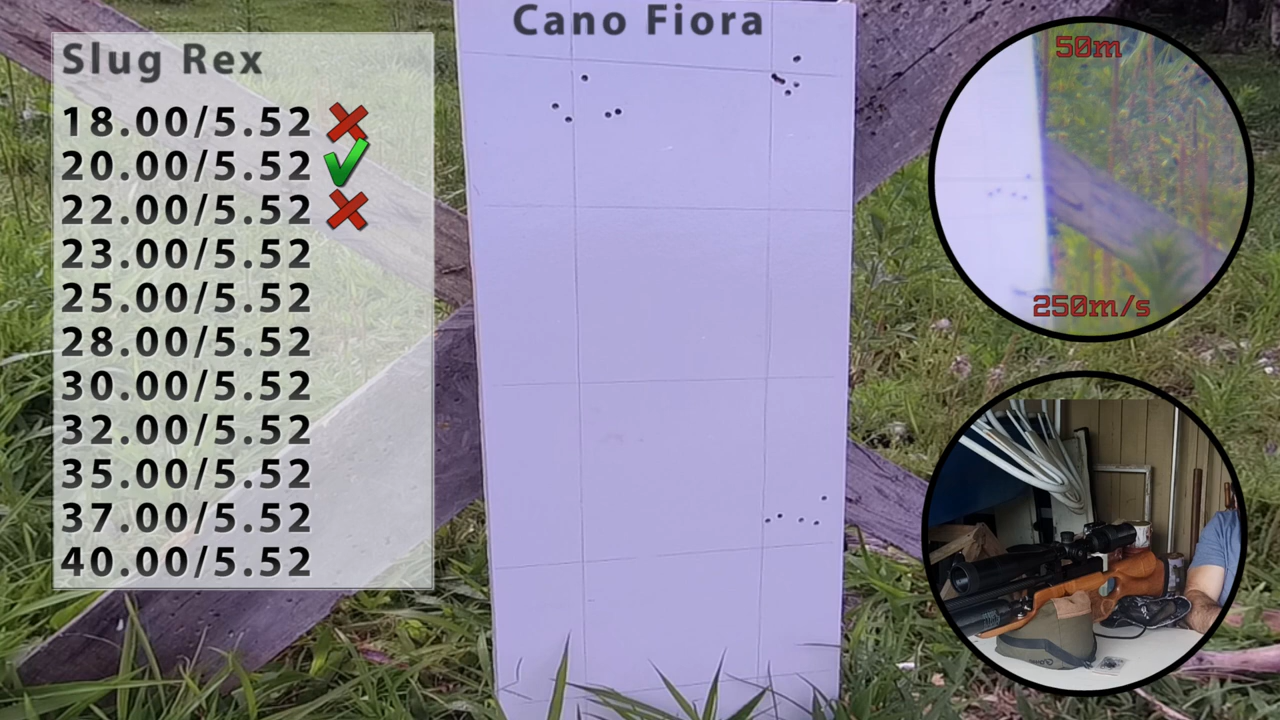 Cano Fiora
Slug Rex
18.00/5.52
20.00/5.52
22.00/5.52
23.00/5.52
25.00/5.52
28.00/5.52
30.00/5.52
32.00/5.52
35.00/5.52
37.00/5.52
40.00/5.52
50m
250m/s